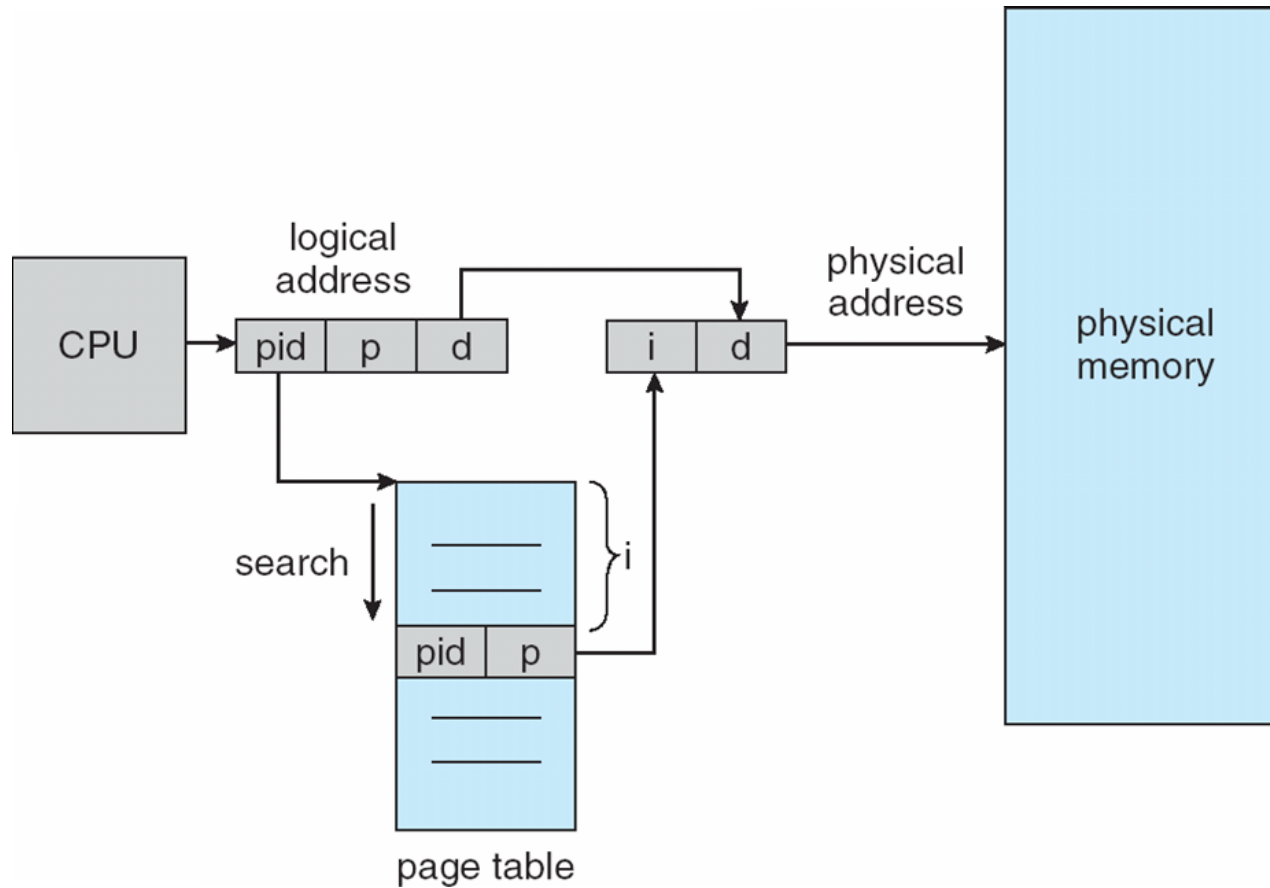 logical
address
physical
address
CPU
pid p d
i d
physical
memory
search
i
pid p
page table